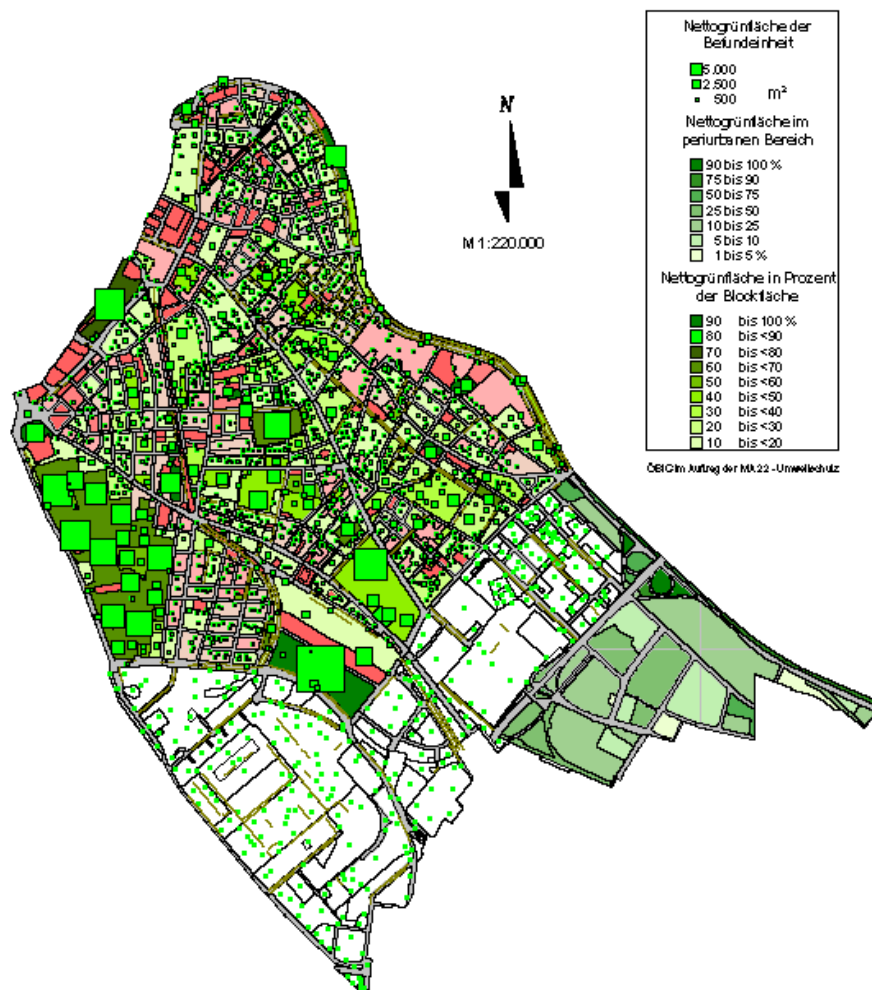 Nettogrünfläche der
Befundeinheit
5.000
2.500
500
m²
Nettogrünfläche im
periurbanen Bereich
90 bis 100 %
75 bis 90
50 bis 75
25 bis 50
10 bis 25
5 bis 10
1 bis 5 %
Nettogrünfläche in Prozent
der Blockfläche
90 bis 100 %
80 bis <90
70 bis <80
60 bis <70
50 bis <60
40 bis <50
30 bis <40
20 bis <30
10 bis <20
ÖBIG im Auftrag der MA 22 - Umweltschutz
N
M 1:220.000